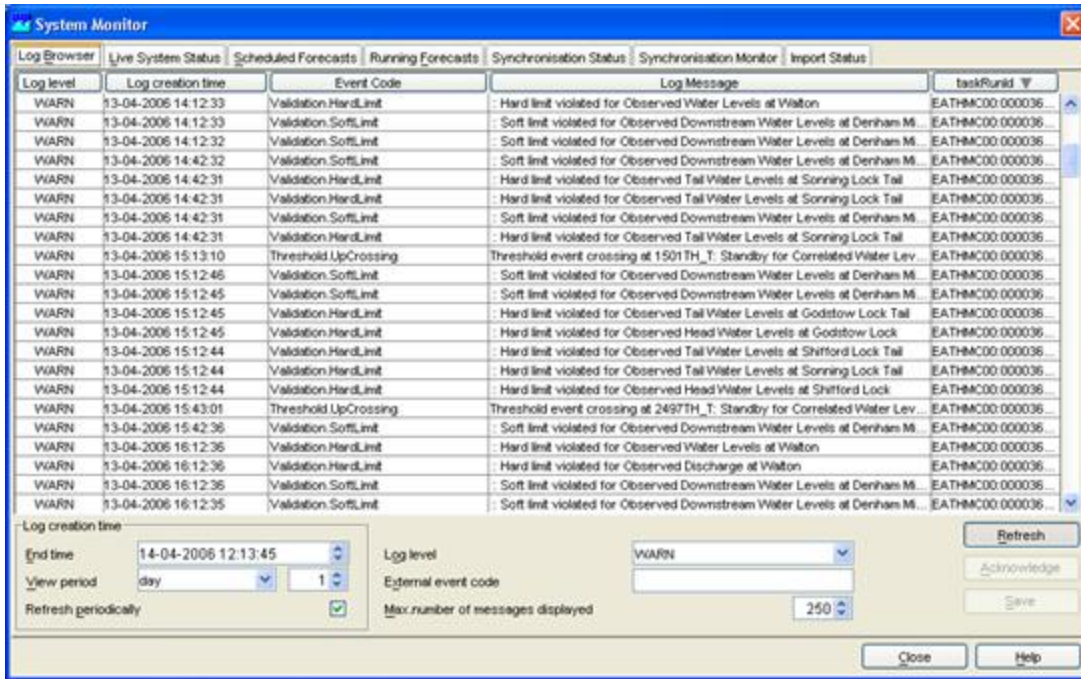 System Monitor
Log Browser Live System Status Scheduled Forecasts Running Forecasts Synchronisation Status Synchronisation Monitor Import Status
Log level Log creation time Event Code Log Message taskRunId
WARN 13-04-2006 14:12:33 Validation.HardLimit : Hard limit violated for Observed Water Levels at Walton EATHMC00:000036...
WARN 13-04-2006 14:12:33 Validation.SoftLimit : Soft limit violated for Observed Downstream Water Levels at Denham Mi... EATHMC00:000036...
WARN 13-04-2006 14:12:32 Validation.SoftLimit : Soft limit violated for Observed Downstream Water Levels at Denham Mi... EATHMC00:000036...
WARN 13-04-2006 14:42:32 Validation.SoftLimit : Soft limit violated for Observed Downstream Water Levels at Denham Mi... EATHMC00:000036...
WARN 13-04-2006 14:42:31 Validation.HardLimit : Hard limit violated for Observed Tail Water Levels at Sonning Lock Tail EATHMC00:000036...
WARN 13-04-2006 14:42:31 Validation.HardLimit : Hard limit violated for Observed Tail Water Levels at Sonning Lock Tail EATHMC00:000036...
WARN 13-04-2006 14:42:31 Validation.SoftLimit : Soft limit violated for Observed Downstream Water Levels at Denham Mi... EATHMC00:000036...
WARN 13-04-2006 14:42:31 Validation.HardLimit : Hard limit violated for Observed Tail Water Levels at Sonning Lock Tail EATHMC00:000036...
WARN 13-04-2006 15:13:10 Threshold.UpCrossing Threshold event crossing at 1501TH_T: Standby for Correlated Water Lev... EATHMC00:000036...
WARN 13-04-2006 15:12:46 Validation.SoftLimit : Soft limit violated for Observed Downstream Water Levels at Denham Mi... EATHMC00:000036...
WARN 13-04-2006 15:12:45 Validation.SoftLimit : Soft limit violated for Observed Downstream Water Levels at Denham Mi... EATHMC00:000036...
WARN 13-04-2006 15:12:45 Validation.HardLimit : Hard limit violated for Observed Tail Water Levels at Godstow Lock Tail EATHMC00:000036...
WARN 13-04-2006 15:12:45 Validation.HardLimit : Hard limit violated for Observed Head Water Levels at Godstow Lock EATHMC00:000036...
WARN 13-04-2006 15:12:44 Validation.HardLimit : Hard limit violated for Observed Tail Water Levels at Shifford Lock Tail EATHMC00:000036...
WARN 13-04-2006 15:12:44 Validation.HardLimit : Hard limit violated for Observed Tail Water Levels at Sonning Lock Tail EATHMC00:000036...
WARN 13-04-2006 15:12:44 Validation.HardLimit : Hard limit violated for Observed Head Water Levels at Shifford Lock EATHMC00:000036...
WARN 13-04-2006 15:43:01 Threshold.UpCrossing Threshold event crossing at 2497TH_T: Standby for Correlated Water Lev... EATHMC00:000036...
WARN 13-04-2006 15:42:36 Validation.SoftLimit : Soft limit violated for Observed Downstream Water Levels at Denham Mi... EATHMC00:000036...
WARN 13-04-2006 16:12:36 Validation.HardLimit : Hard limit violated for Observed Water Levels at Walton EATHMC00:000036...
WARN 13-04-2006 16:12:36 Validation.HardLimit : Hard limit violated for Observed Discharge at Walton EATHMC00:000036...
WARN 13-04-2006 16:12:36 Validation.SoftLimit : Soft limit violated for Observed Downstream Water Levels at Denham Mi... EATHMC00:000036...
WARN 13-04-2006 16:12:35 Validation.SoftLimit : Soft limit violated for Observed Downstream Water Levels at Denham Mi... EATHMC00:000036...
Log creation time
End time 14-04-2006 12:13:45 Log level WARN Refresh
View period day 1 External event code Acknowledge
Refresh periodically Max.number of messages displayed 250 Save
Close Help